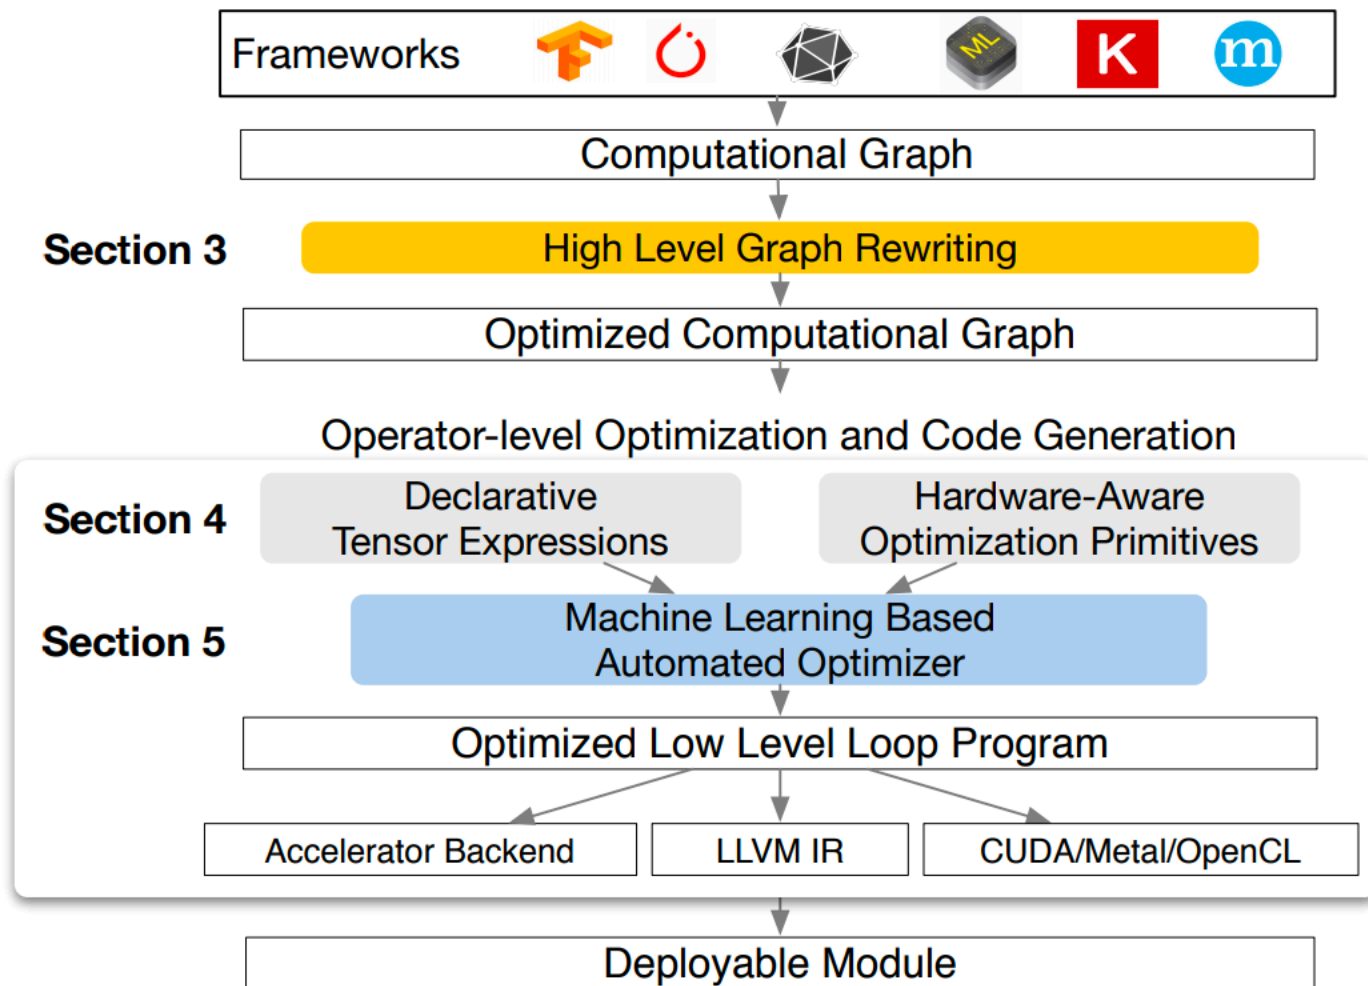 Frameworks
ML
K
m
Computational Graph
Section 3
High Level Graph Rewriting
Optimized Computational Graph
Operator-level Optimization and Code Generation
Section 4
Declarative
Tensor Expressions
Hardware-Aware
Optimization Primitives
Section 5
Machine Learning Based
Automated Optimizer
Optimized Low Level Loop Program
Accelerator Backend
LLVM IR
CUDA/Metal/OpenCL
Deployable Module